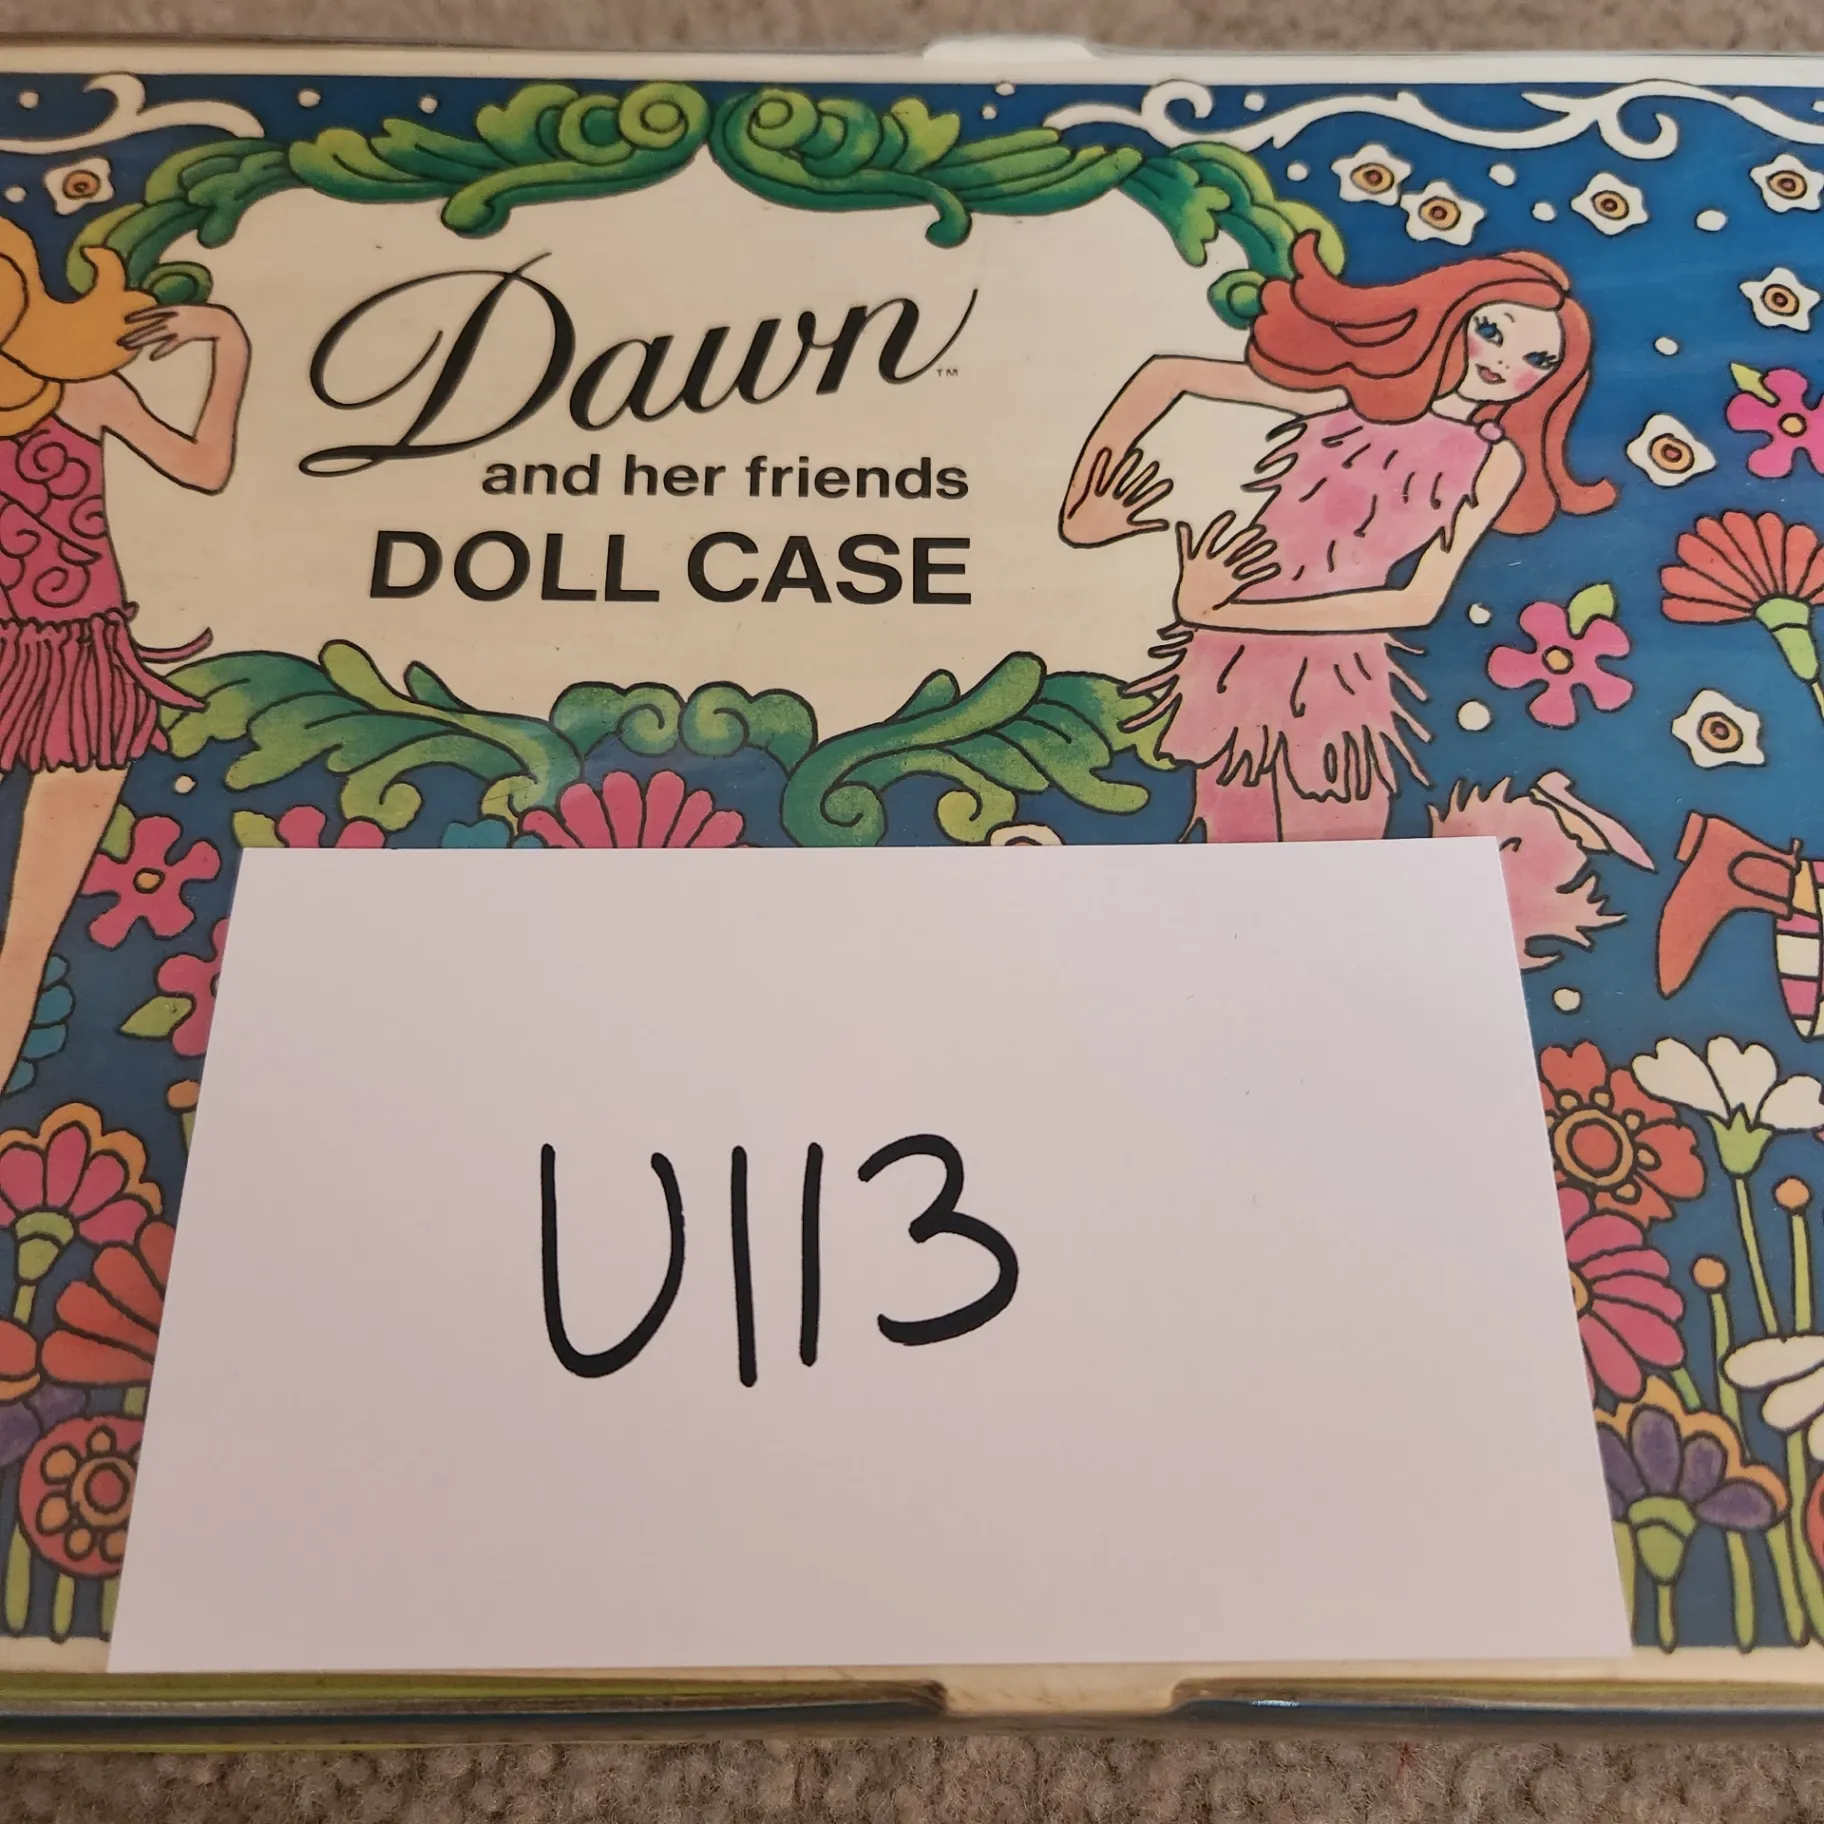 Dawn™
and her friends
DOLL CASE
U113